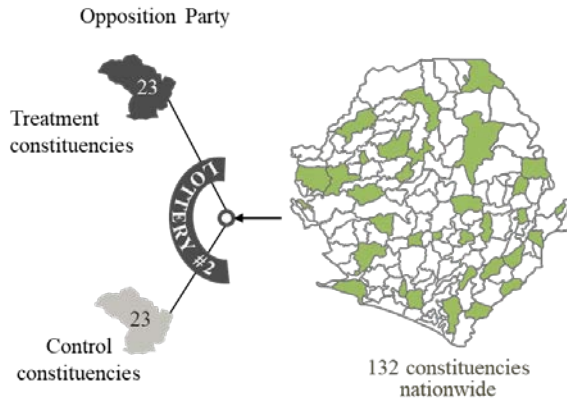 Opposition Party
23
Treatment
constituencies
LOTTERY #2
23
Control
constituencies
132 constituencies
nationwide